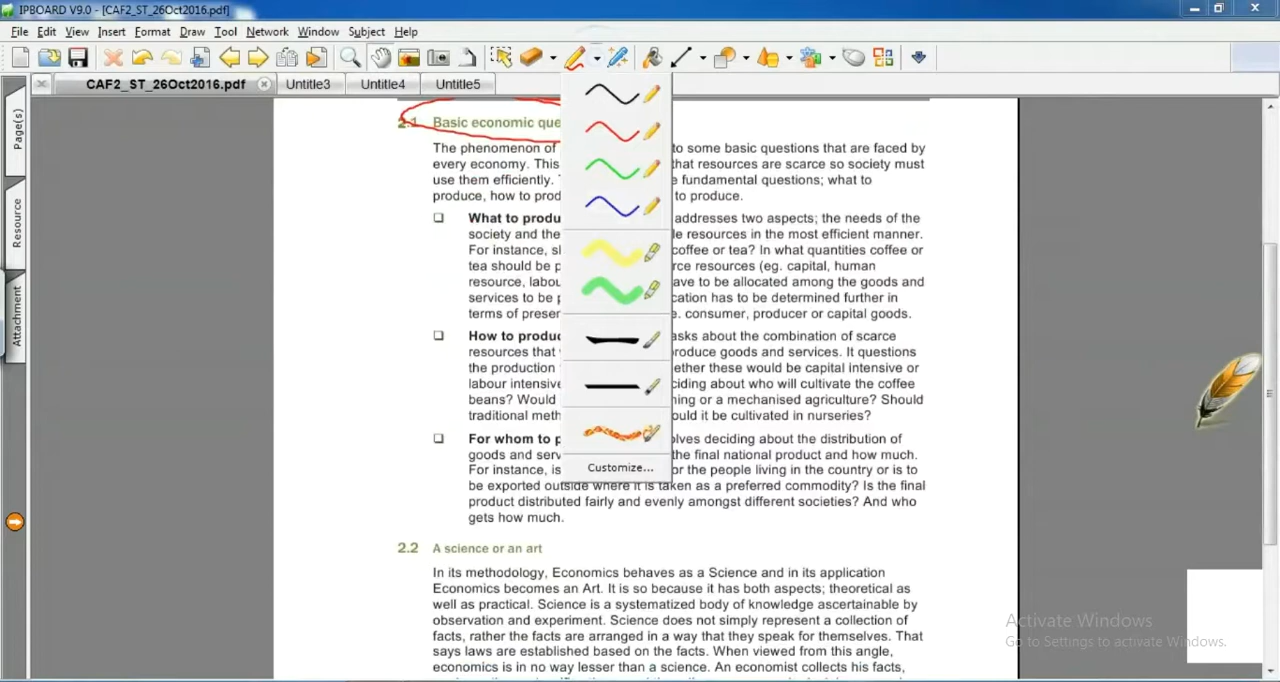 IPBOARD V9.0 - [CAF2_ST_26Oct2016.pdf]
File Edit View Insert Format Draw Tool Network Window Subject Help
CAF2_ST_26Oct2016.pdf Untitle3 Untitle4 Untitle5
Page(s)
Resource
Attachment
2.1 Basic economic que
The phenomenon of to some basic questions that are faced by
every economy. This that resources are scarce so society must
use them efficiently. fundamental questions; what to
produce, how to prod to produce.
What to produ addresses two aspects; the needs of the
society and the resources in the most efficient manner.
For instance, coffee or tea? In what quantities coffee or
tea should be resources (eg. capital, human
resource, labou ave to be allocated among the goods and
services to be cation has to be determined further in
terms of presen consumer, producer or capital goods.
How to produc asks about the combination of scarce
resources that roduce goods and services. It questions
the production ether these would be capital intensive or
labour intensive ciding about who will cultivate the coffee
beans? Would ning or a mechanised agriculture? Should
traditional meth ould it be cultivated in nurseries?
For whom to p olves deciding about the distribution of
goods and serv the final national product and how much.
For instance, is or the people living in the country or is to
be exported outside where it is taken as a preferred commodity? Is the final
product distributed fairly and evenly amongst different societies? And who
gets how much.
Customize...
2.2 A science or an art
In its methodology, Economics behaves as a Science and in its application
Economics becomes an Art. It is so because it has both aspects; theoretical as
well as practical. Science is a systematized body of knowledge ascertainable by
observation and experiment. Science does not simply represent a collection of
facts, rather the facts are arranged in a way that they speak for themselves. That
says laws are established based on the facts. When viewed from this angle,
economics is in no way lesser than a science. An economist collects his facts,
Activate Windows
Go to Settings to activate Windows.